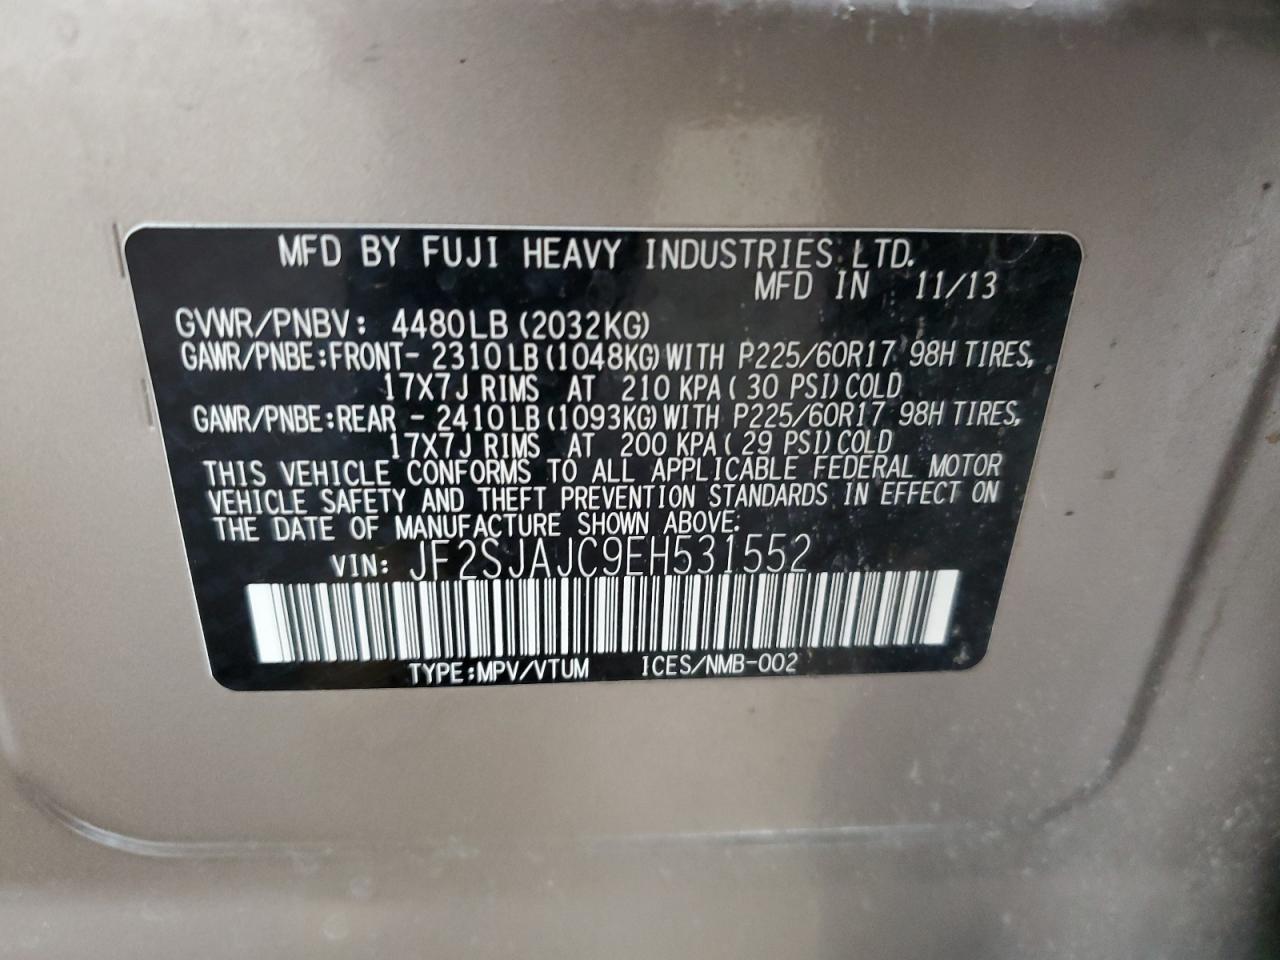 MFD BY FUJI HEAVY INDUSTRIES LTD.
MFD IN 11/13
GVWR/PNBV: 4480LB (2032KG)
GAWR/PNBE:FRONT- 2310LB (1048KG) WITH P225/60R17 98H TIRES,
17X7J RIMS AT 210 KPA (30 PSI) COLD
GAWR/PNBE:REAR - 2410LB (1093KG) WITH P225/60R17 98H TIRES,
17X7J RIMS AT 200 KPA (29 PSI) COLD
THIS VEHICLE CONFORMS TO ALL APPLICABLE FEDERAL MOTOR
VEHICLE SAFETY AND THEFT PREVENTION STANDARDS IN EFFECT ON
THE DATE OF MANUFACTURE SHOWN ABOVE.
VIN: JF2SJAJC9EH531552
TYPE:MPV/VTUM ICES/NMB-002